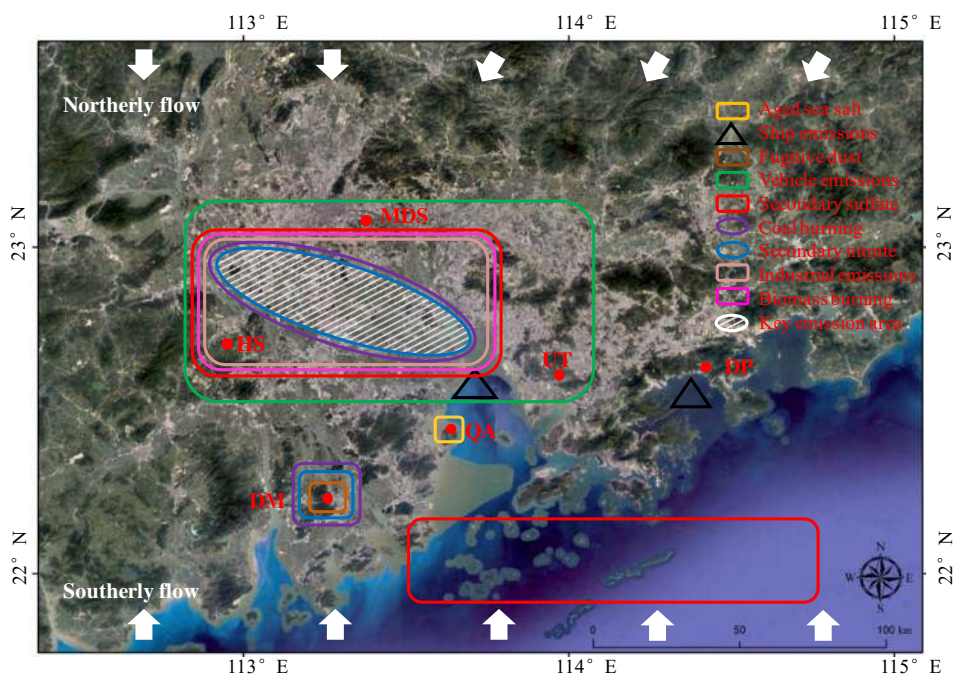 113° E
114° E
115° E
Northerly flow
Aged sea salt
Ship emissions
Fugitive dust
Vehicle emissions
Secondary sulfate
Coal burning
Secondary nitrate
Industrial emissions
Biomass burning
Key emission area
MDS
23° N
23° N
HS
UT
DP
QA
DM
22° N
22° N
Southerly flow
N
W
E
S
0
50
100 km
113° E
114° E
115° E